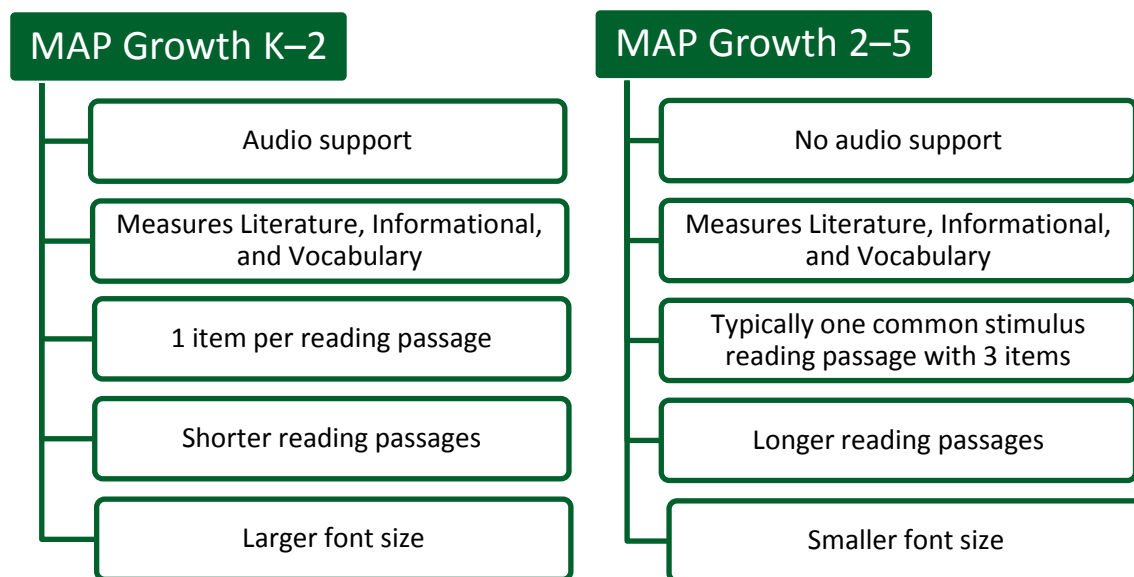 MAP Growth K–2
Audio support
Measures Literature, Informational,
and Vocabulary
1 item per reading passage
Shorter reading passages
Larger font size
MAP Growth 2–5
No audio support
Measures Literature, Informational,
and Vocabulary
Typically one common stimulus
reading passage with 3 items
Longer reading passages
Smaller font size